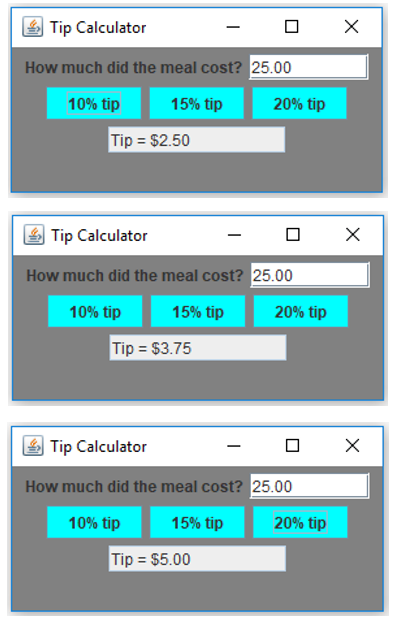 Tip Calculator
How much did the meal cost? 25.00
10% tip 15% tip 20% tip
Tip = $2.50
Tip Calculator
How much did the meal cost? 25.00
10% tip 15% tip 20% tip
Tip = $3.75
Tip Calculator
How much did the meal cost? 25.00
10% tip 15% tip 20% tip
Tip = $5.00